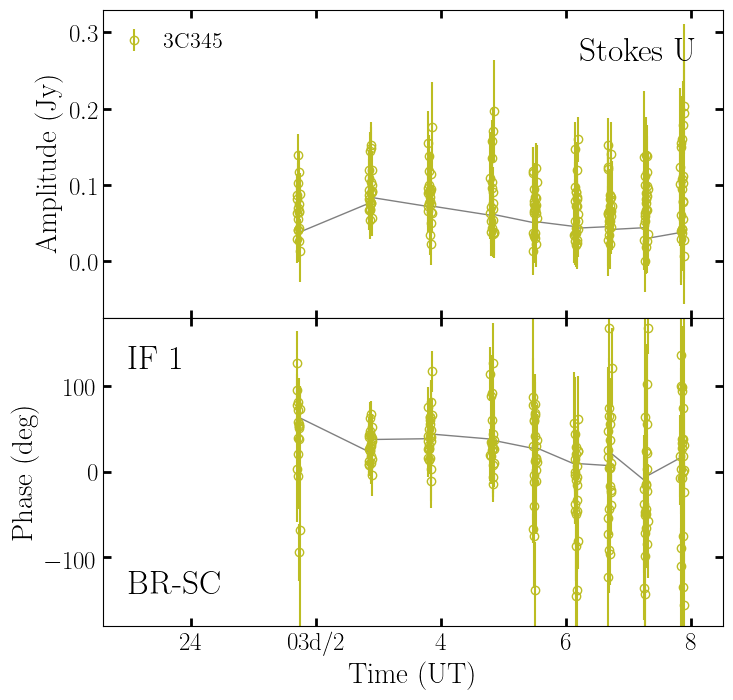 0.3
3C345
Stokes U
0.2
Amplitude (Jy)
0.1
0.0
IF 1
100
Phase (deg)
0
−100
BR-SC
24
03d/2
4
6
8
Time (UT)